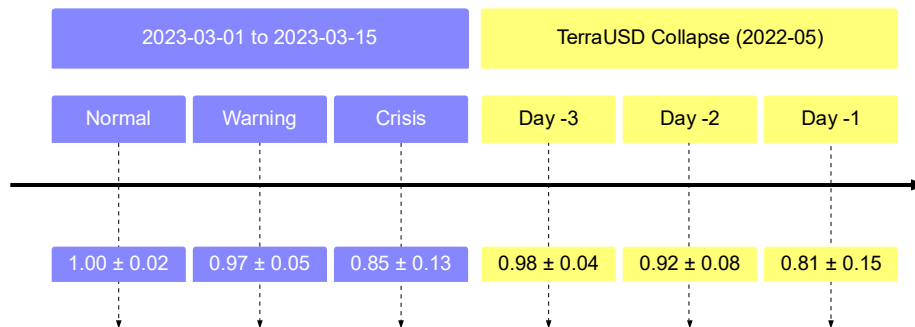 2023-03-01 to 2023-03-15
TerraUSD Collapse (2022-05)
Normal
Warning
Crisis
Day -3
Day -2
Day -1
1.00 ± 0.02
0.97 ± 0.05
0.85 ± 0.13
0.98 ± 0.04
0.92 ± 0.08
0.81 ± 0.15